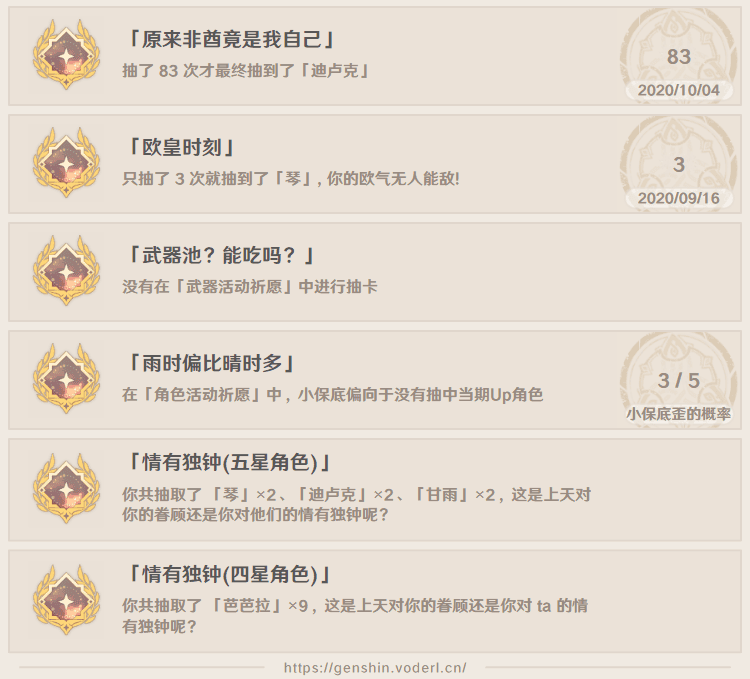 「原来非酋竟是我自己」
抽了 83 次才最终抽到了「迪卢克」
83
2020/10/04
「欧皇时刻」
只抽了 3 次就抽到了「琴」, 你的欧气无人能敌!
3
2020/09/16
「武器池? 能吃吗? 」
没有在「武器活动祈愿」中进行抽卡
「雨时偏比晴时多」
在「角色活动祈愿」中 , 小保底偏向于没有抽中当期Up角色
3 / 5
小保底歪的概率
「情有独钟(五星角色)」
你共抽取了 「琴」×2 、「迪卢克」×2 、「甘雨」×2 , 这是上天对
你的眷顾还是你对他们的情有独钟呢?
「情有独钟(四星角色)」
你共抽取了 「芭芭拉」×9 , 这是上天对你的眷顾还是你对 ta 的情
有独钟呢?
https://genshin.voderl.cn/